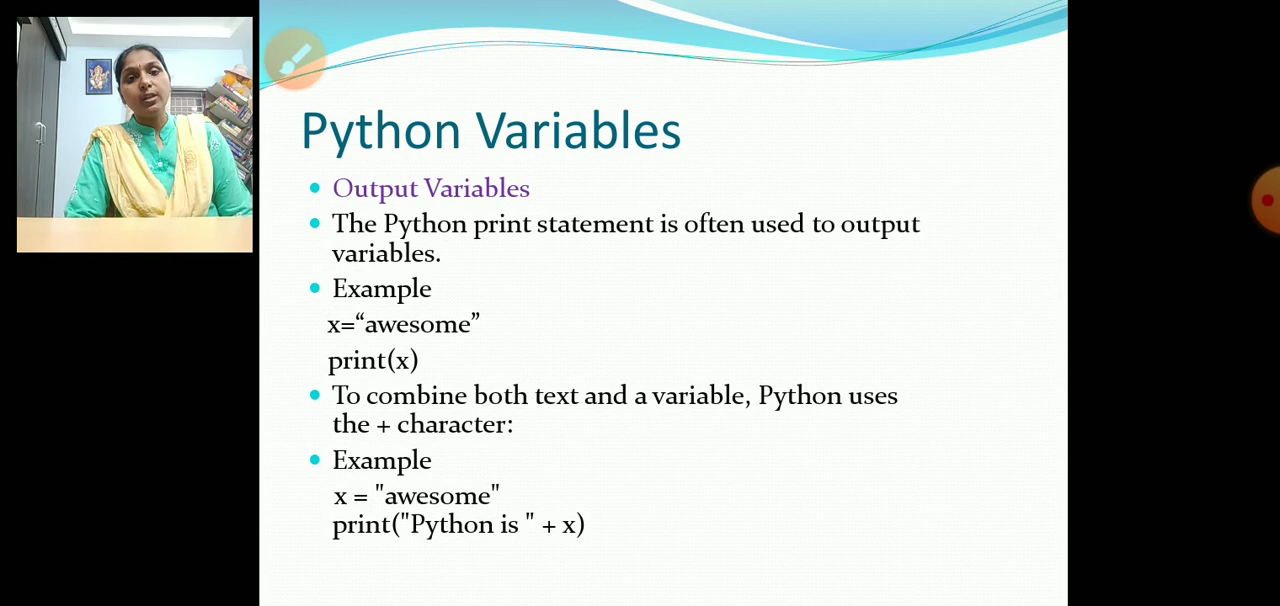 Python Variables
Output Variables
The Python print statement is often used to output
variables.
Example
x=“awesome”
print(x)
To combine both text and a variable, Python uses
the + character:
Example
x = "awesome"
print("Python is " + x)